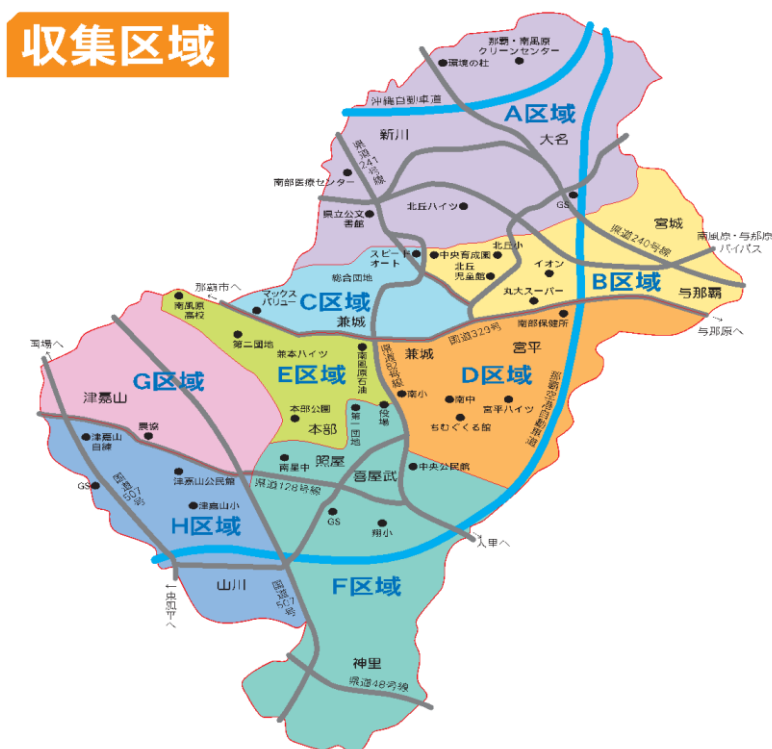 収集区域
那覇・南風原
クリーンセンター
環境の杜
沖縄自動車道
A区域
大名
新川
県道241号線
南部医療センター
北丘ハイツ
県立公文
書館
GS
宮城
県道240号線
南風原・与那原
バイパス
スピード
オート
中央育成園
北丘小
北丘
児童館
イオン
丸大スーパー
B区域
与那覇
与那原へ
総合団地
那覇市へ
マックス
バリュー
C区域
兼城
南風原
高校
国道329号
南部保健所
宮平
兼城
D区域
那覇空港自動車道
南小
南中
宮平ハイツ
ちむぐくる館
第二団地
兼本ハイツ
南風原石油
E区域
本部公園
本部
第一団地
役場
国場へ
G区域
津嘉山
津嘉山
自練
農協
照屋
南星中
喜屋武
中央公民館
県道128号線
津嘉山公民館
津嘉山小
GS
H区域
GS
翔小
F区域
山川
国道507号
神里
県道48号線